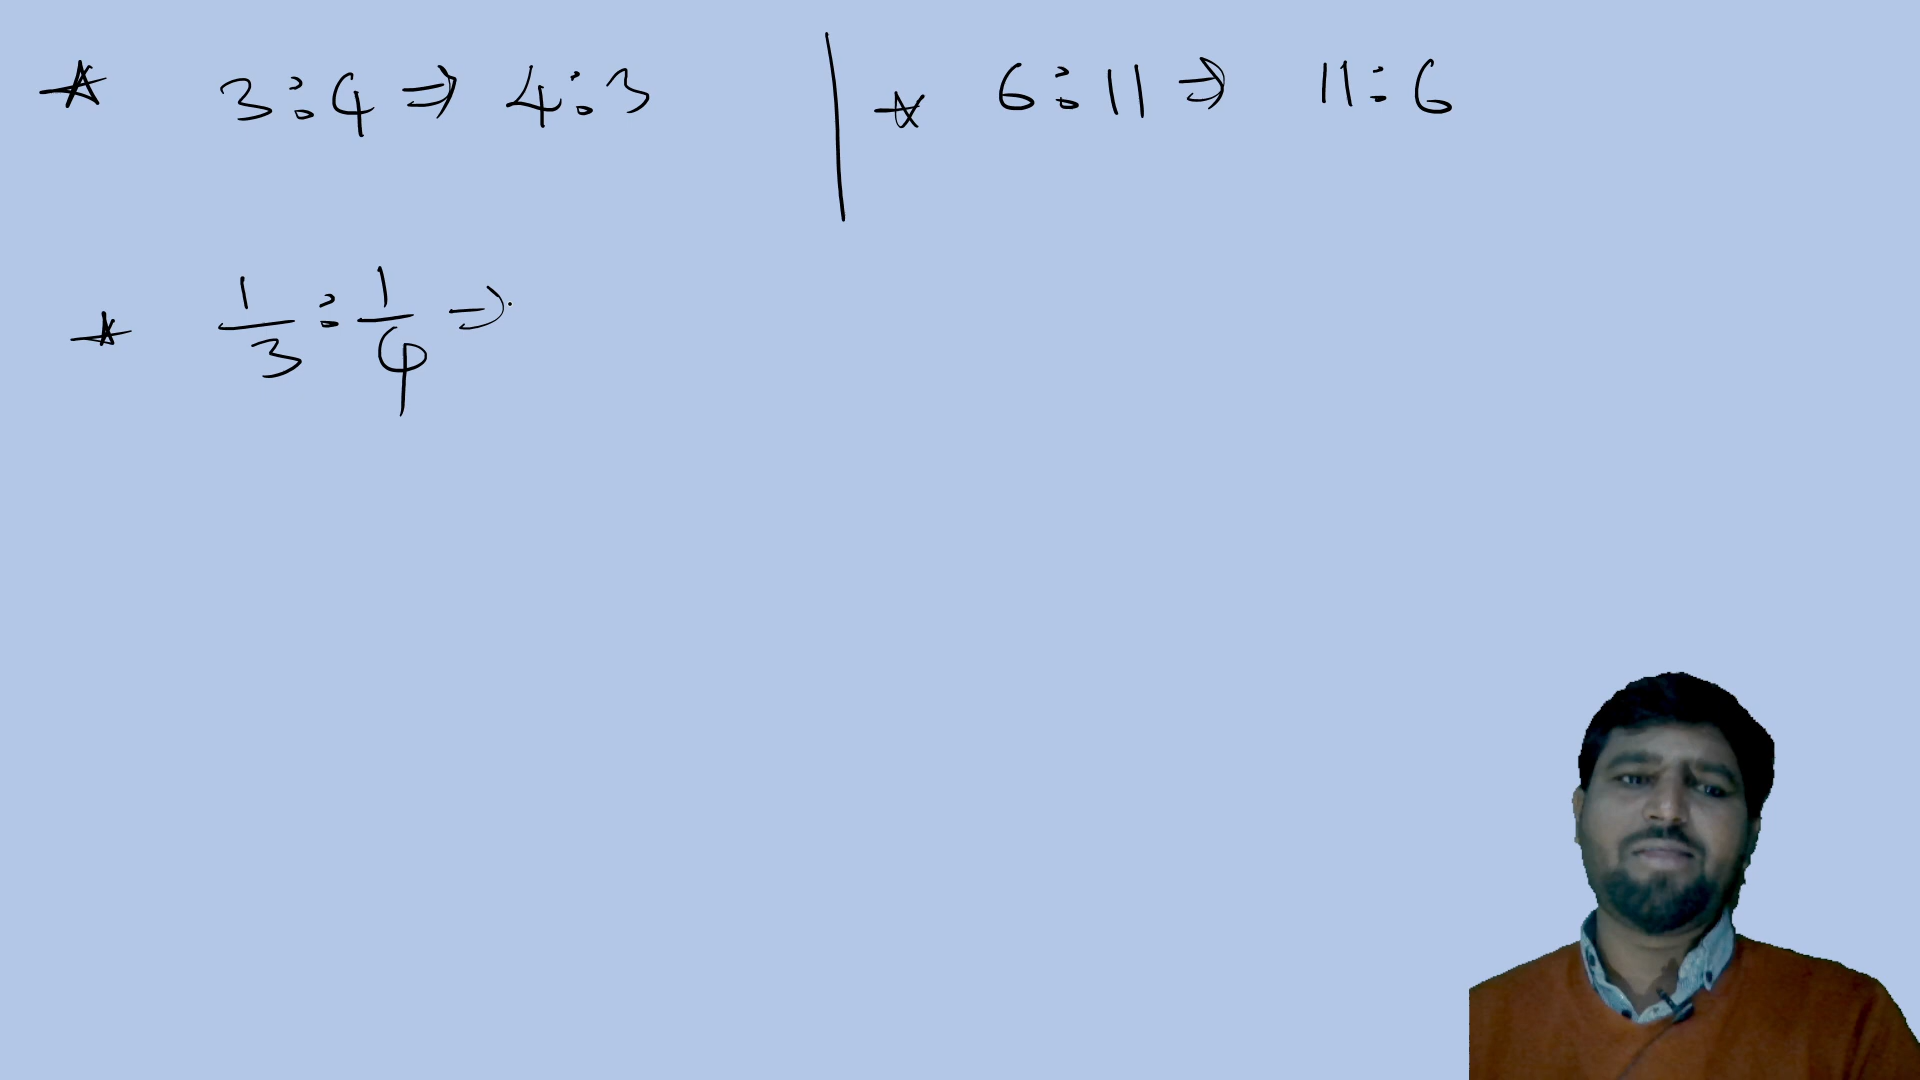 ★ 3:4 ⇒ 4:3
★ 6:11 ⇒ 11:6
★ 1/3 : 1/4 ⇒